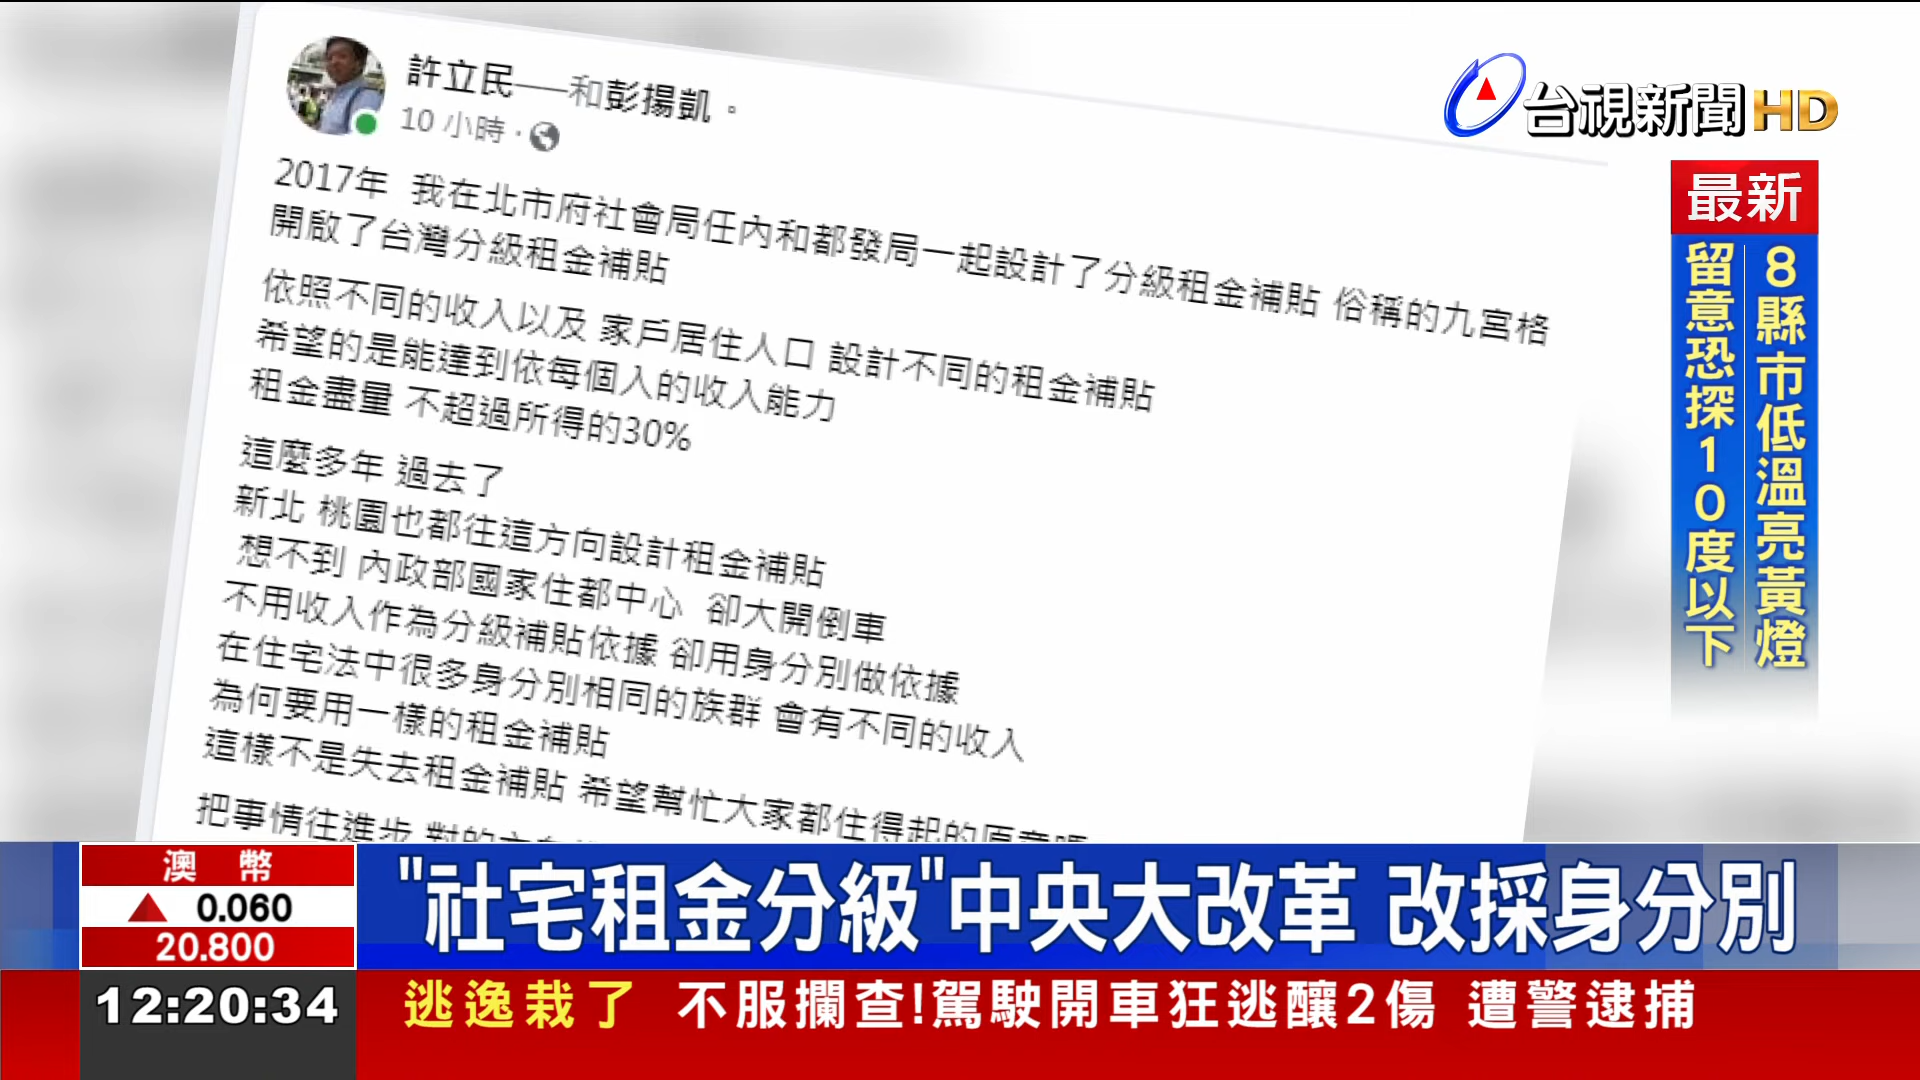 許立民──和彭揚凱。
10 小時·
2017年 我在北市府社會局任內和都發局一起設計了分級租金補貼 俗稱的九宮格
開啟了台灣分級租金補貼
依照不同的收入以及 家戶居住人口 設計不同的租金補貼
希望的是能達到依每個人的收入能力
租金盡量 不超過所得的30%
這麼多年 過去了
新北 桃園也都往這方向設計租金補貼
想不到 內政部國家住都中心 卻大開倒車
不用收入作為分級補貼依據 卻用身分別做依據
在住宅法中很多身分別相同的族群 會有不同的收入
為何要用一樣的租金補貼
這樣不是失去租金補貼 希望幫忙大家都住得起的原意嗎
把事情往進步 對的方向
台視新聞HD
最新
8縣市低溫亮黃燈
留意恐探10度以下
澳幣
▲ 0.060
20.800
12:20:34
"社宅租金分級"中央大改革 改採身分別
逃逸栽了 不服攔查!駕駛開車狂逃釀2傷 遭警逮捕